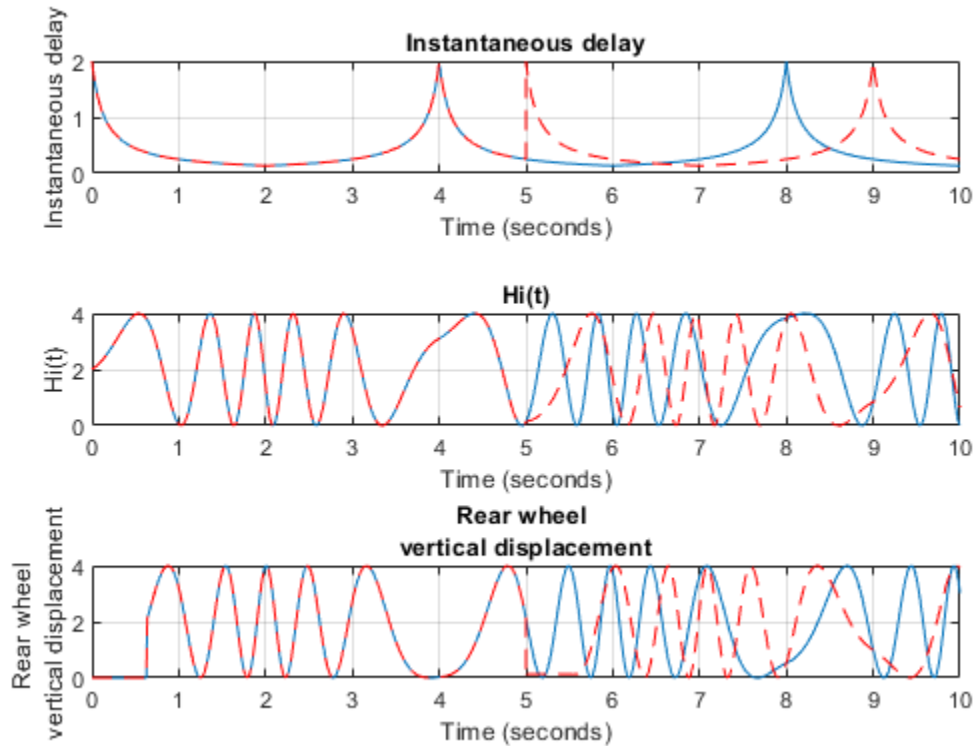 Instantaneous delay
Instantaneous delay
2
1
0
0 1 2 3 4 5 6 7 8 9 10
Time (seconds)
Hi(t)
Hi(t)
4
2
0
0 1 2 3 4 5 6 7 8 9 10
Time (seconds)
Rear wheel
vertical displacement
Rear wheel
vertical displacement
4
2
0
0 1 2 3 4 5 6 7 8 9 10
Time (seconds)